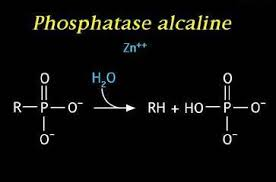 Phosphatase alcaline
Zn⁺⁺
H₂O
O O
R—P—O⁻ RH + HO—P—O⁻
O⁻ O⁻